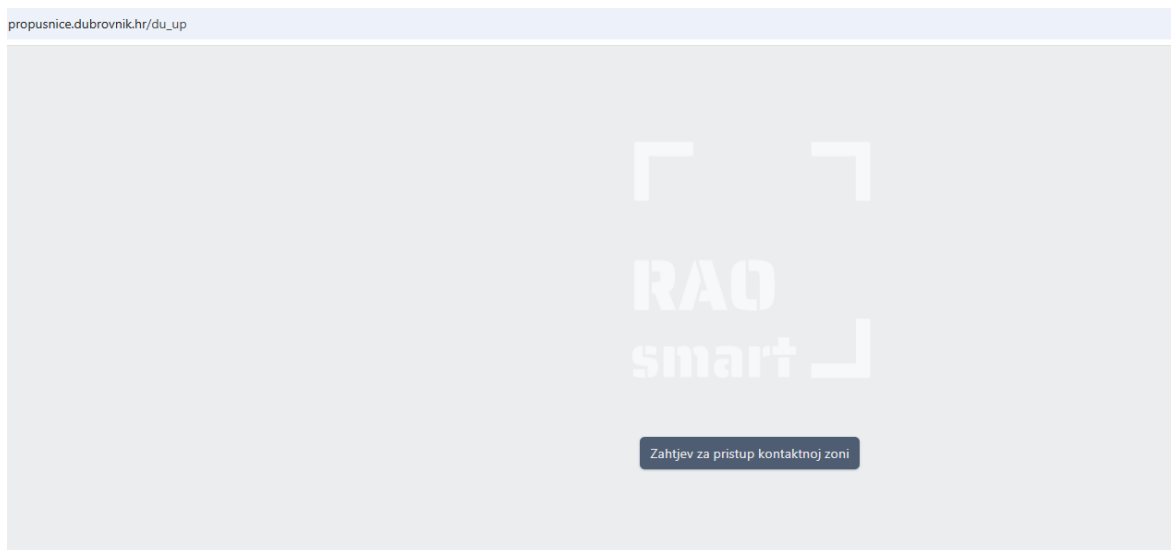 propusnice.dubrovnik.hr/du_up
RAO
smart
Zahtjev za pristup kontaktnoj zoni